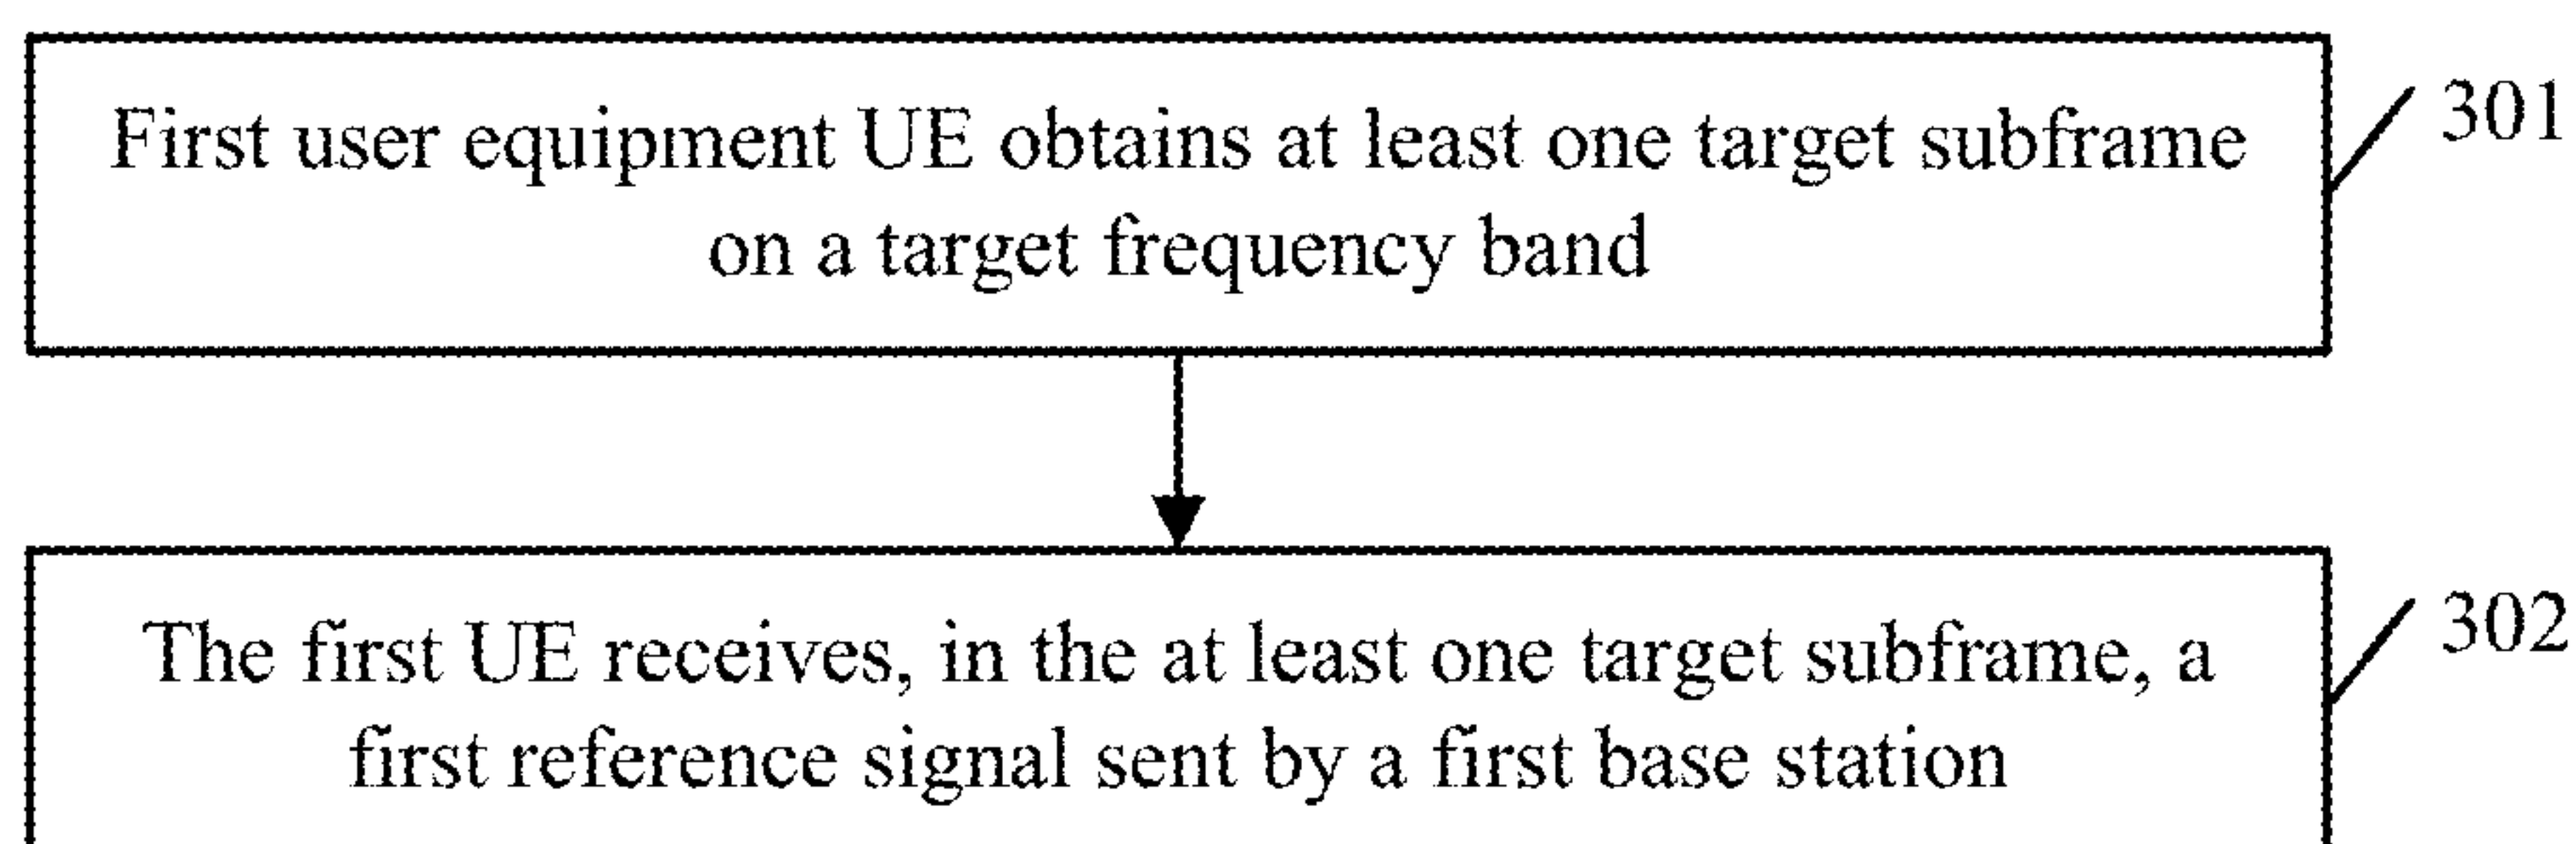 First user equipment UE obtains at least one target subframe
on a target frequency band
301
The first UE receives, in the at least one target subframe, a
first reference signal sent by a first base station
302